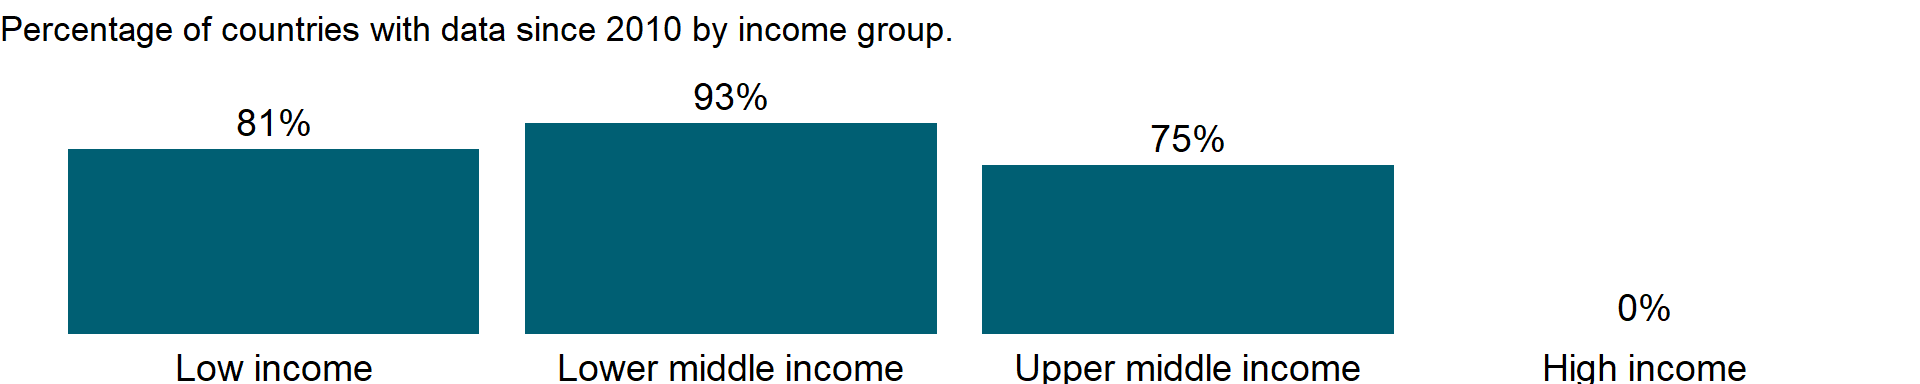 Percentage of countries with data since 2010 by income group.
81%
93%
75%
0%
Low income
Lower middle income
Upper middle income
High income